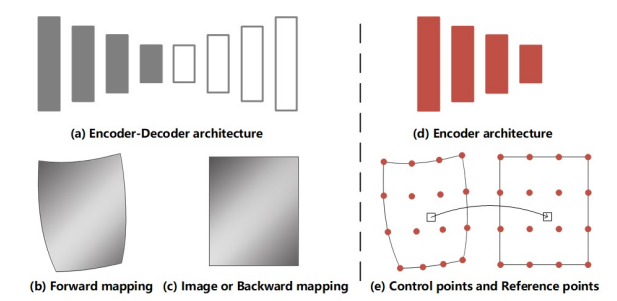 (a) Encoder-Decoder architecture
(d) Encoder architecture
(b) Forward mapping
(c) Image or Backward mapping
(e) Control points and Reference points